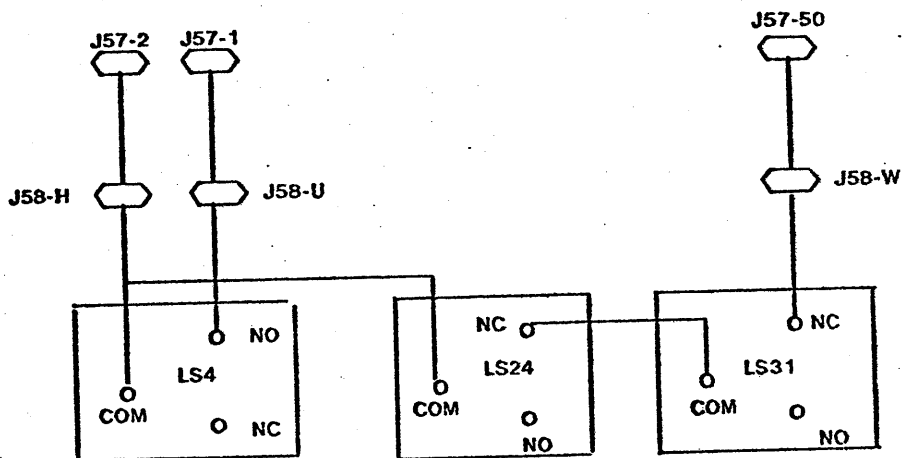 J57-2
J57-1
J57-50
J58-H
J58-U
J58-W
NO
LS4
COM
NC
NC
LS24
COM
NO
NC
LS31
COM
NO